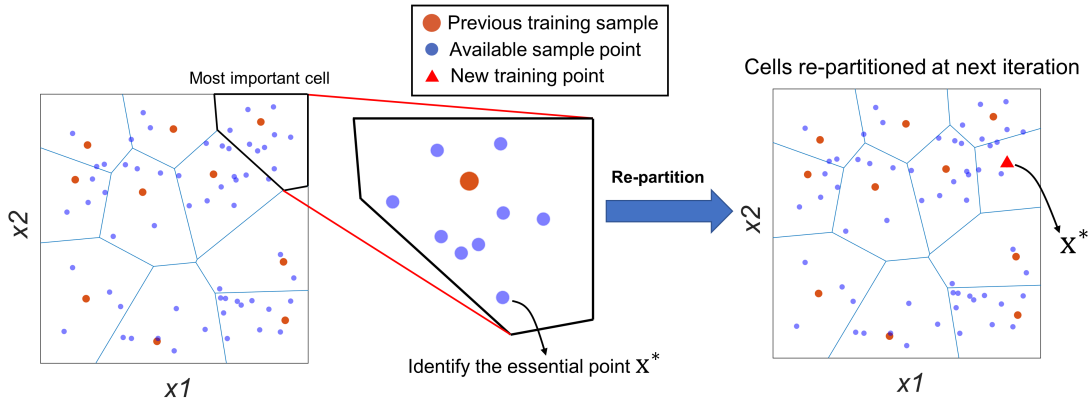 Previous training sample
Available sample point
New training point
Most important cell
Cells re-partitioned at next iteration
Re-partition
x2
x1
Identify the essential point x*
x2
x1
x*